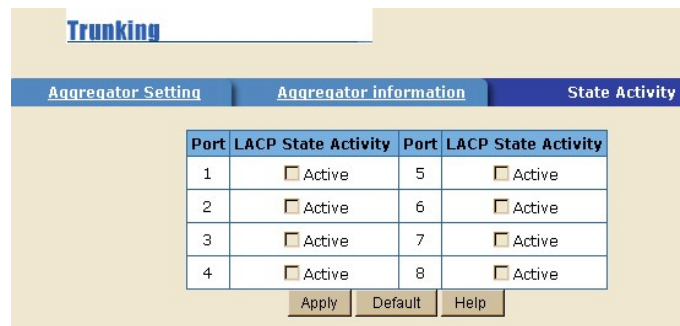 Trunking
Aggregator Setting Aggregator information State Activity
Port LACP State Activity Port LACP State Activity
1 Active 5 Active
2 Active 6 Active
3 Active 7 Active
4 Active 8 Active
Apply Default Help